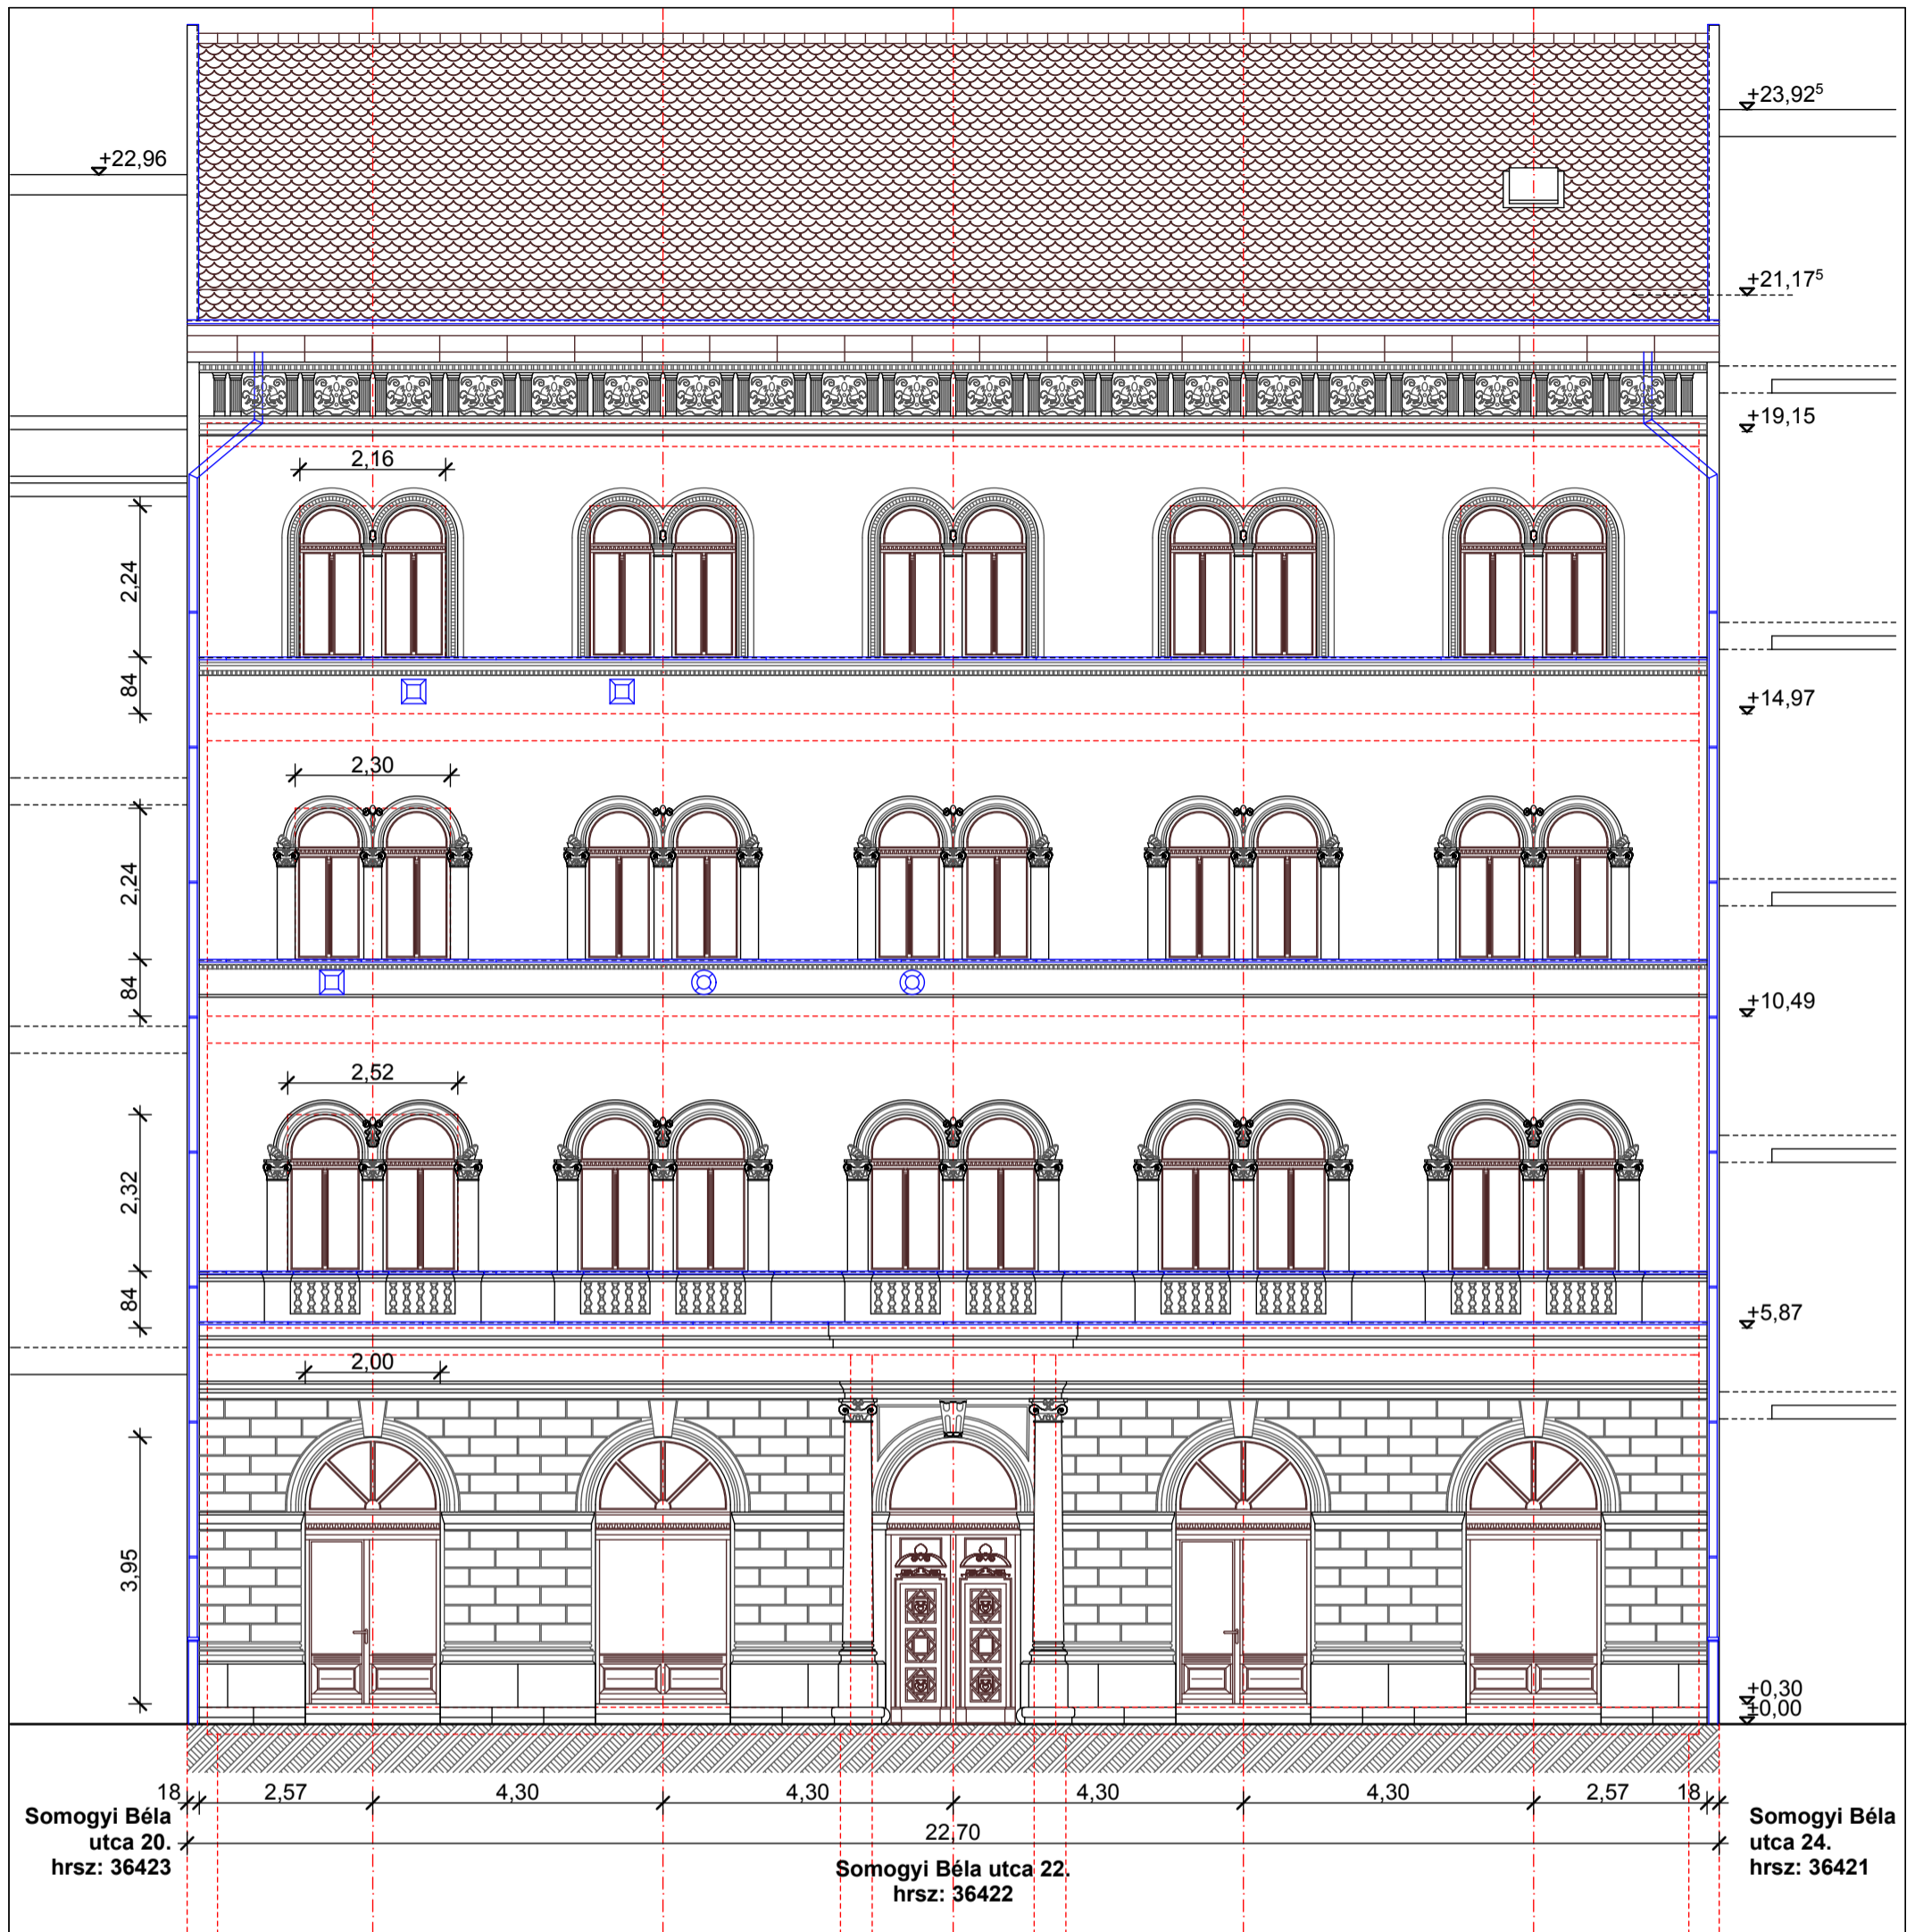 +23,92⁵
+22,96
+21,17⁵
+19,15
2,16
2,24
84
+14,97
2,30
2,24
84
+10,49
2,52
2,32
84
+5,87
2,00
3,95
+0,30
±0,00
18 2,57 4,30 4,30 4,30 4,30 2,57 18
22,70
Somogyi Béla
utca 20.
hrsz: 36423
Somogyi Béla utca 22.
hrsz: 36422
Somogyi Béla
utca 24.
hrsz: 36421